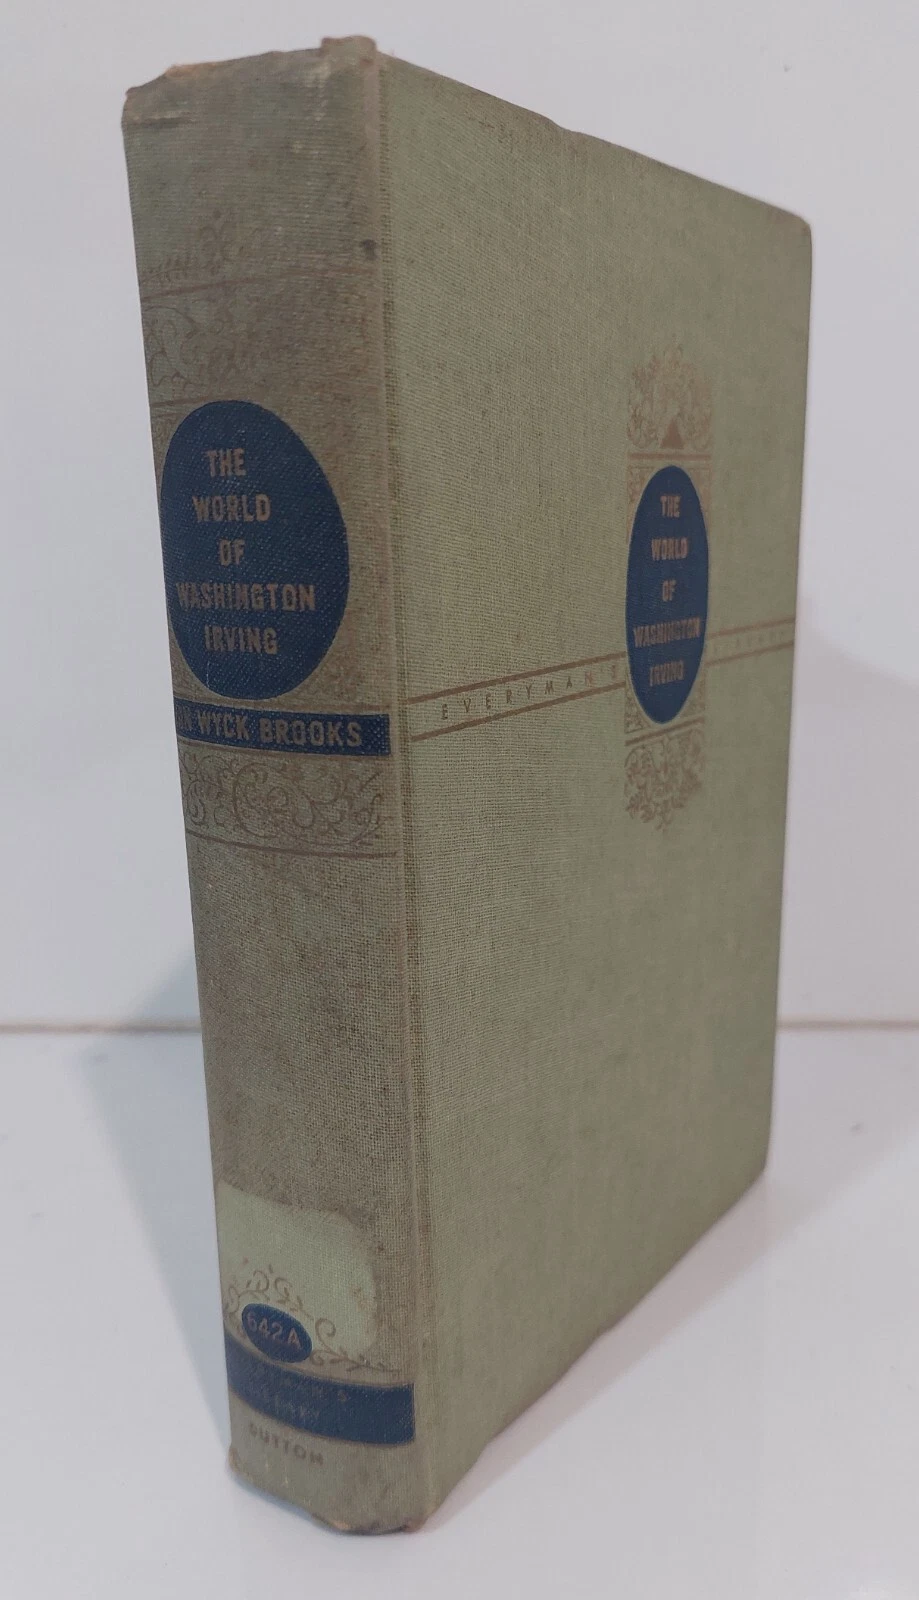 THE
WORLD
OF
WASHINGTON
IRVING
WYCK BROOKS
642A
DUTTON
THE
WORLD
OF
WASHINGTON
IRVING
EVERYMAN'S